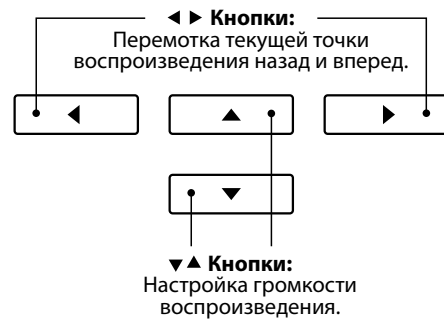 ◀ ▶ Кнопки:
Перемотка текущей точки
воспроизведения назад и вперед.
▼▲ Кнопки:
Настройка громкости
воспроизведения.